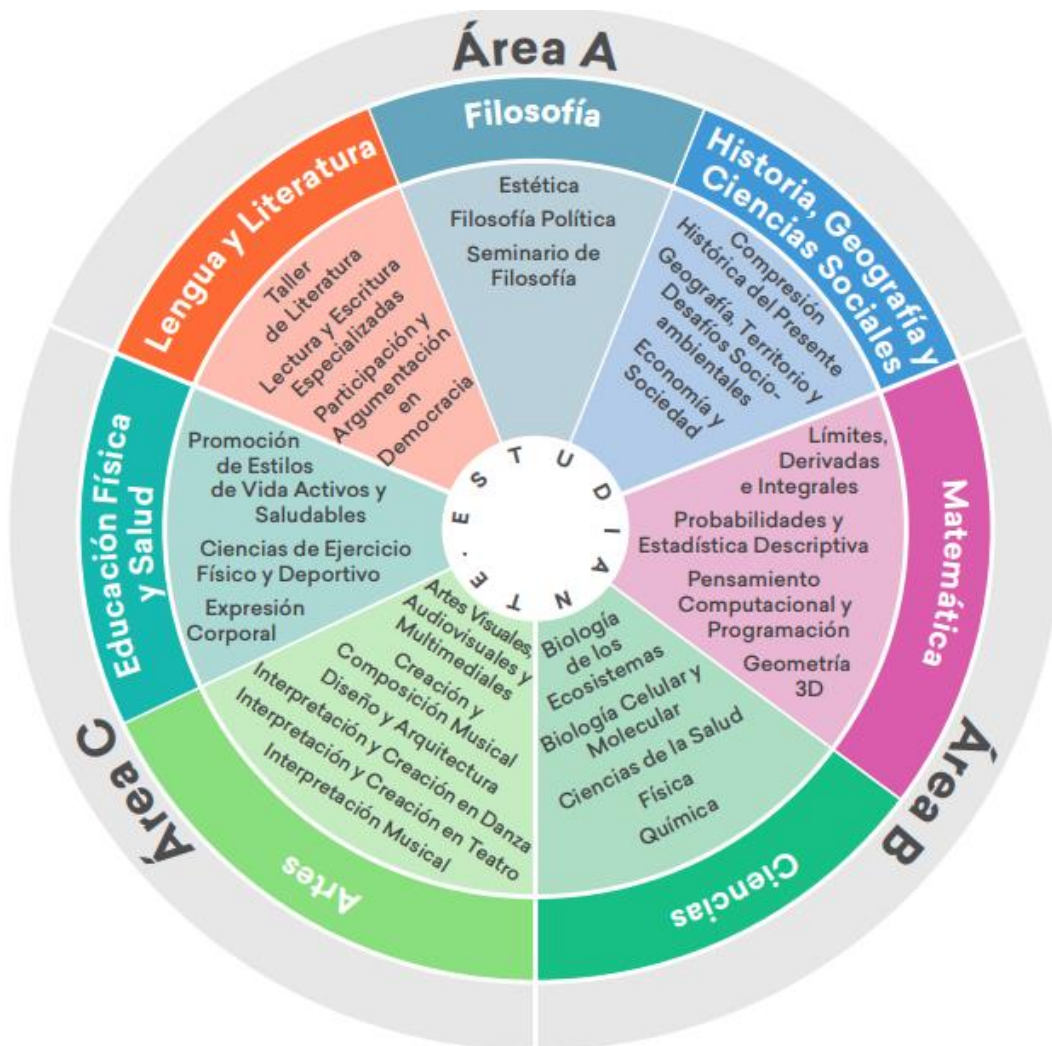 Área A
Filosofía
Estética
Filosofía Política
Seminario de
Filosofía
Historia, Geografía y
Ciencias Sociales
Compresión
Histórica del Presente
Geografía, Territorio y
Desafíos Socio-
ambientales
Economía y
Sociedad
Área B
Matemática
Límites,
Derivadas
e Integrales
Probabilidades y
Estadística Descriptiva
Pensamiento
Computacional y
Programación
Geometría
3D
Ciencias
Biología
de los
Ecosistemas
Biología Celular y
Molecular
Ciencias de la Salud
Física
Química
Área C
Artes
Artes Visuales,
Audiovisuales y
Multimediales
Creación y
Composición Musical
Diseño y Arquitectura
Interpretación y Creación en Danza
Interpretación y Creación en Teatro
Interpretación Musical
Educación Física
y Salud
Promoción
de Estilos
de Vida Activos y
Saludables
Ciencias de Ejercicio
Físico y Deportivo
Expresión
Corporal
Lengua y Literatura
Taller
de Literatura
Lectura y Escritura
Especializadas
Participación y
Argumentación
en
Democracia
ESTUDIANTE.